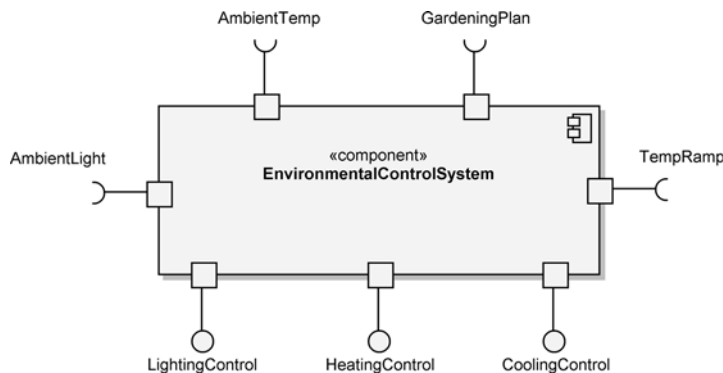 AmbientTemp
GardeningPlan
AmbientLight
«component»
EnvironmentalControlSystem
TempRamp
LightingControl
HeatingControl
CoolingControl